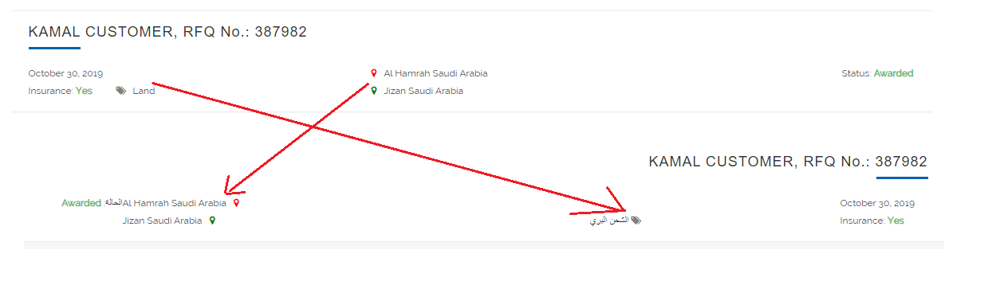 KAMAL CUSTOMER, RFQ No.: 387982
October 30, 2019 Al Hamrah Saudi Arabia Status: Awarded
Insurance: Yes Land Jizan Saudi Arabia
KAMAL CUSTOMER, RFQ No.: 387982
Awarded :الحالة Al Hamrah Saudi Arabia October 30, 2019
Jizan Saudi Arabia الشحن البري Insurance: Yes